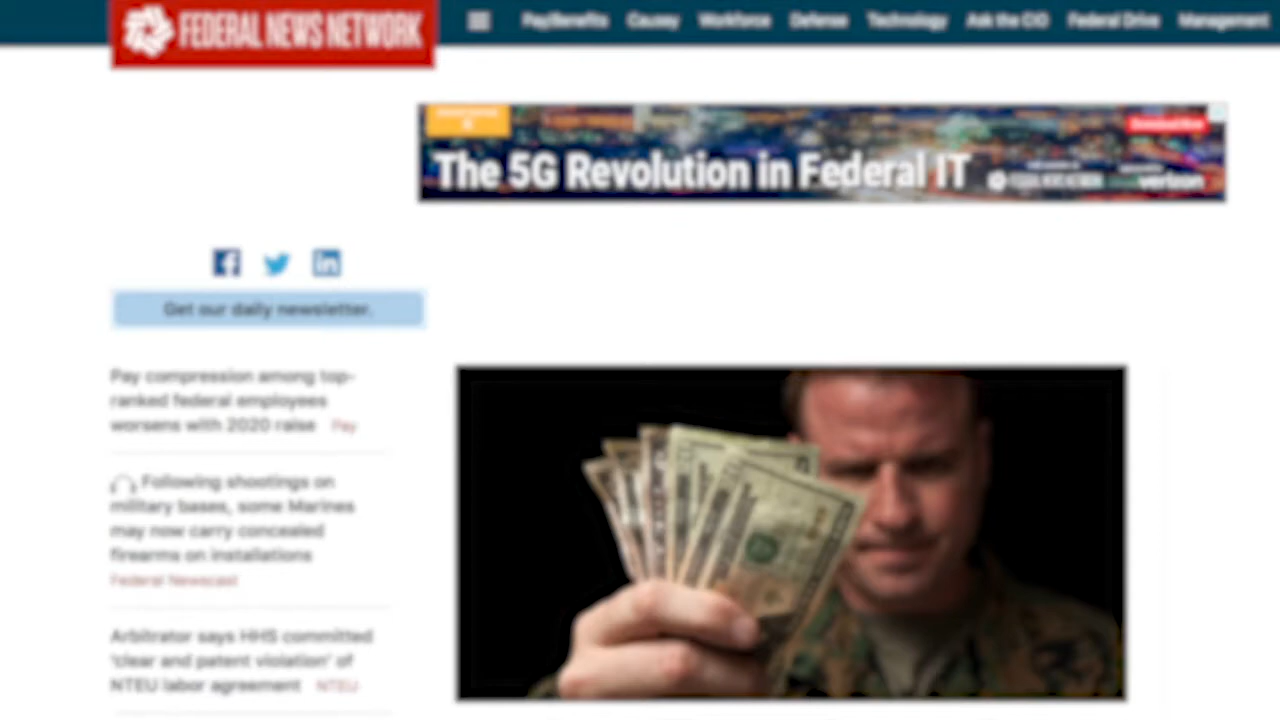 FEDERAL NEWS NETWORK
Pay/Benefits Causey Workforce Defense Technology Ask the CIO Federal Drive Management
The 5G Revolution in Federal IT
verizon
Get our daily newsletter.
Pay compression among top-
ranked federal employees
worsens with 2020 raise Pay
Following shootings on
military bases, some Marines
may now carry concealed
firearms on installations
Federal Newscast
Arbitrator says HHS committed
'clear and patent violation' of
NTEU labor agreement NTEU